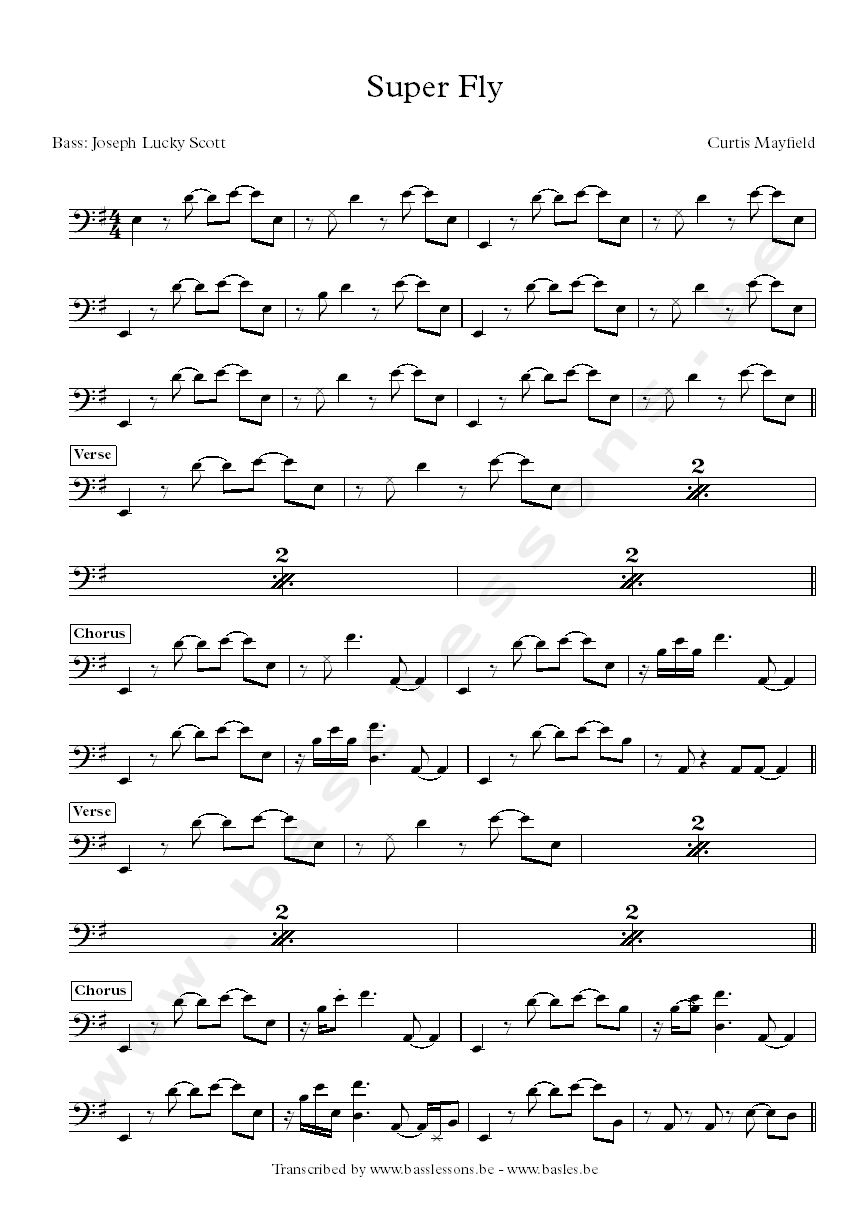 Super Fly
Bass: Joseph Lucky Scott
Curtis Mayfield
4
4
Verse
2
2
2
Chorus
Verse
2
2
2
Chorus
www.basslessons.be
Transcribed by www.basslessons.be - www.basles.be